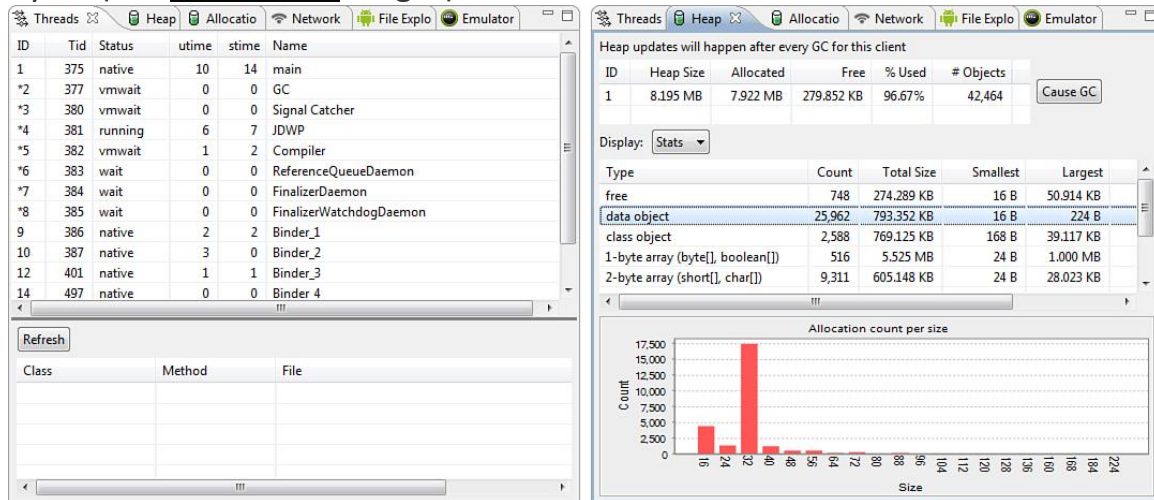 Threads Heap Allocatio Network File Explo Emulator
ID Tid Status utime stime Name
1 375 native 10 14 main
*2 377 vmwait 0 0 GC
*3 380 vmwait 0 0 Signal Catcher
*4 381 running 6 7 JDWP
*5 382 vmwait 1 2 Compiler
*6 383 wait 0 0 ReferenceQueueDaemon
*7 384 wait 0 0 FinalizerDaemon
*8 385 wait 0 0 FinalizerWatchdogDaemon
9 386 native 2 2 Binder_1
10 387 native 3 0 Binder_2
12 401 native 1 1 Binder_3
14 497 native 0 0 Binder 4
Refresh
Class Method File
Threads Heap Allocatio Network File Explo Emulator
Heap updates will happen after every GC for this client
ID Heap Size Allocated Free % Used # Objects
1 8.195 MB 7.922 MB 279.852 KB 96.67% 42,464
Cause GC
Display: Stats
Type Count Total Size Smallest Largest
free 748 274.289 KB 16 B 50.914 KB
data object 25,962 793.352 KB 16 B 224 B
class object 2,588 769.125 KB 168 B 39.117 KB
1-byte array (byte[], boolean[]) 516 5.525 MB 24 B 1.000 MB
2-byte array (short[], char[]) 9,311 605.148 KB 24 B 28.023 KB
Allocation count per size
Count
17,500
15,000
12,500
10,000
7,500
5,000
2,500
0
16 24 32 40 48 56 64 72 80 88 96 104 112 120 128 136 160 168 184 224
Size